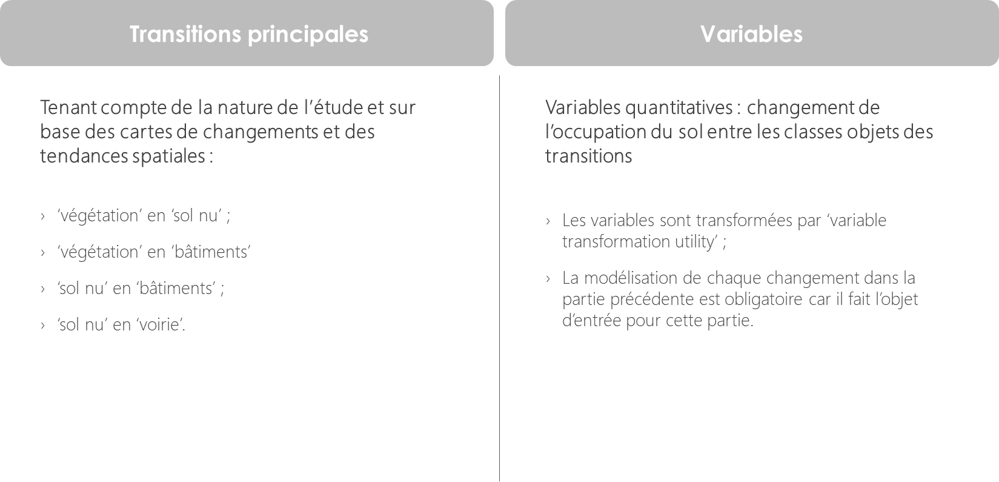 Transitions principales
Tenant compte de la nature de l’étude et sur
base des cartes de changements et des
tendances spatiales :
› ‘végétation’ en ‘sol nu’ ;
› ‘végétation’ en ‘bâtiments’
› ‘sol nu’ en ‘bâtiments’ ;
› ‘sol nu’ en ‘voirie’.
Variables
Variables quantitatives : changement de
l’occupation du sol entre les classes objets des
transitions
› Les variables sont transformées par ‘variable
transformation utility’ ;
› La modélisation de chaque changement dans la
partie précédente est obligatoire car il fait l’objet
d’entrée pour cette partie.